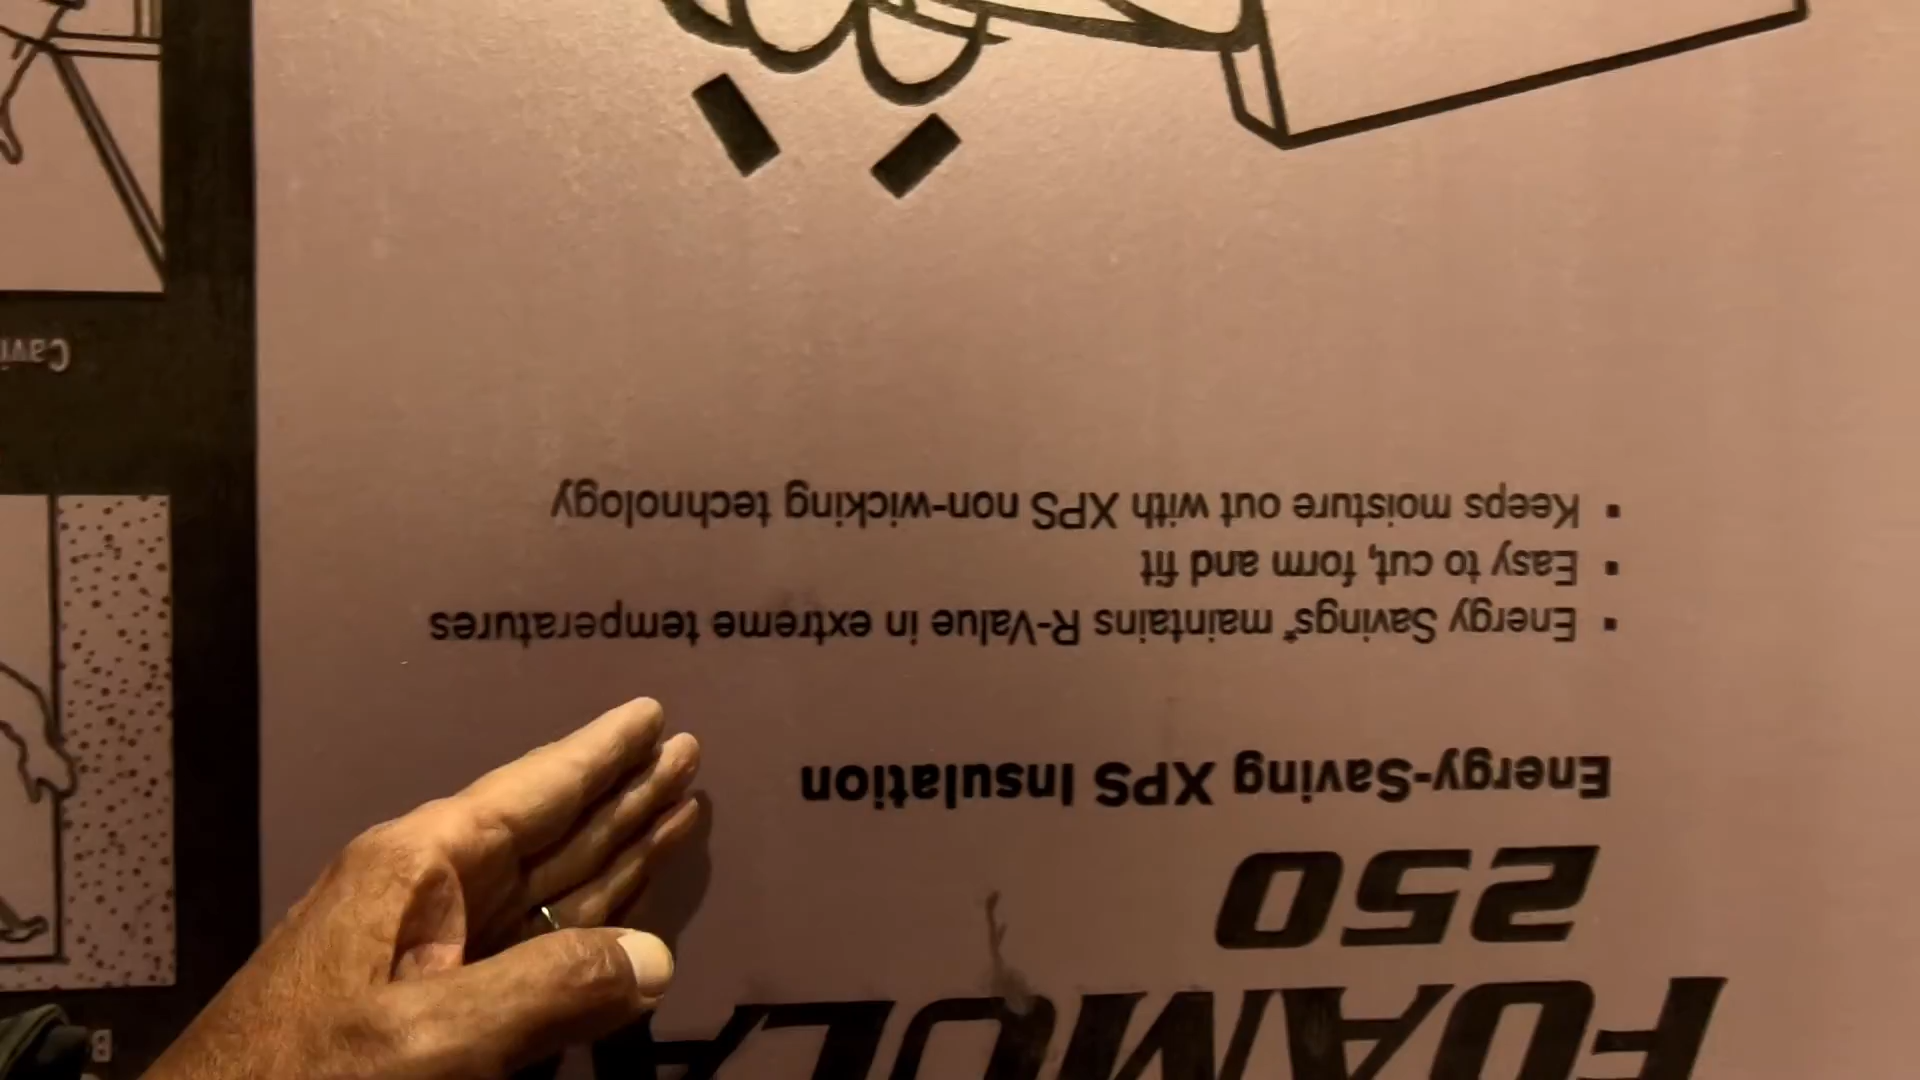 FOAMULA
250
Energy-Saving XPS Insulation
▪ Energy Savings* maintains R-Value in extreme temperatures
▪ Easy to cut, form and fit
▪ Keeps moisture out with XPS non-wicking technology